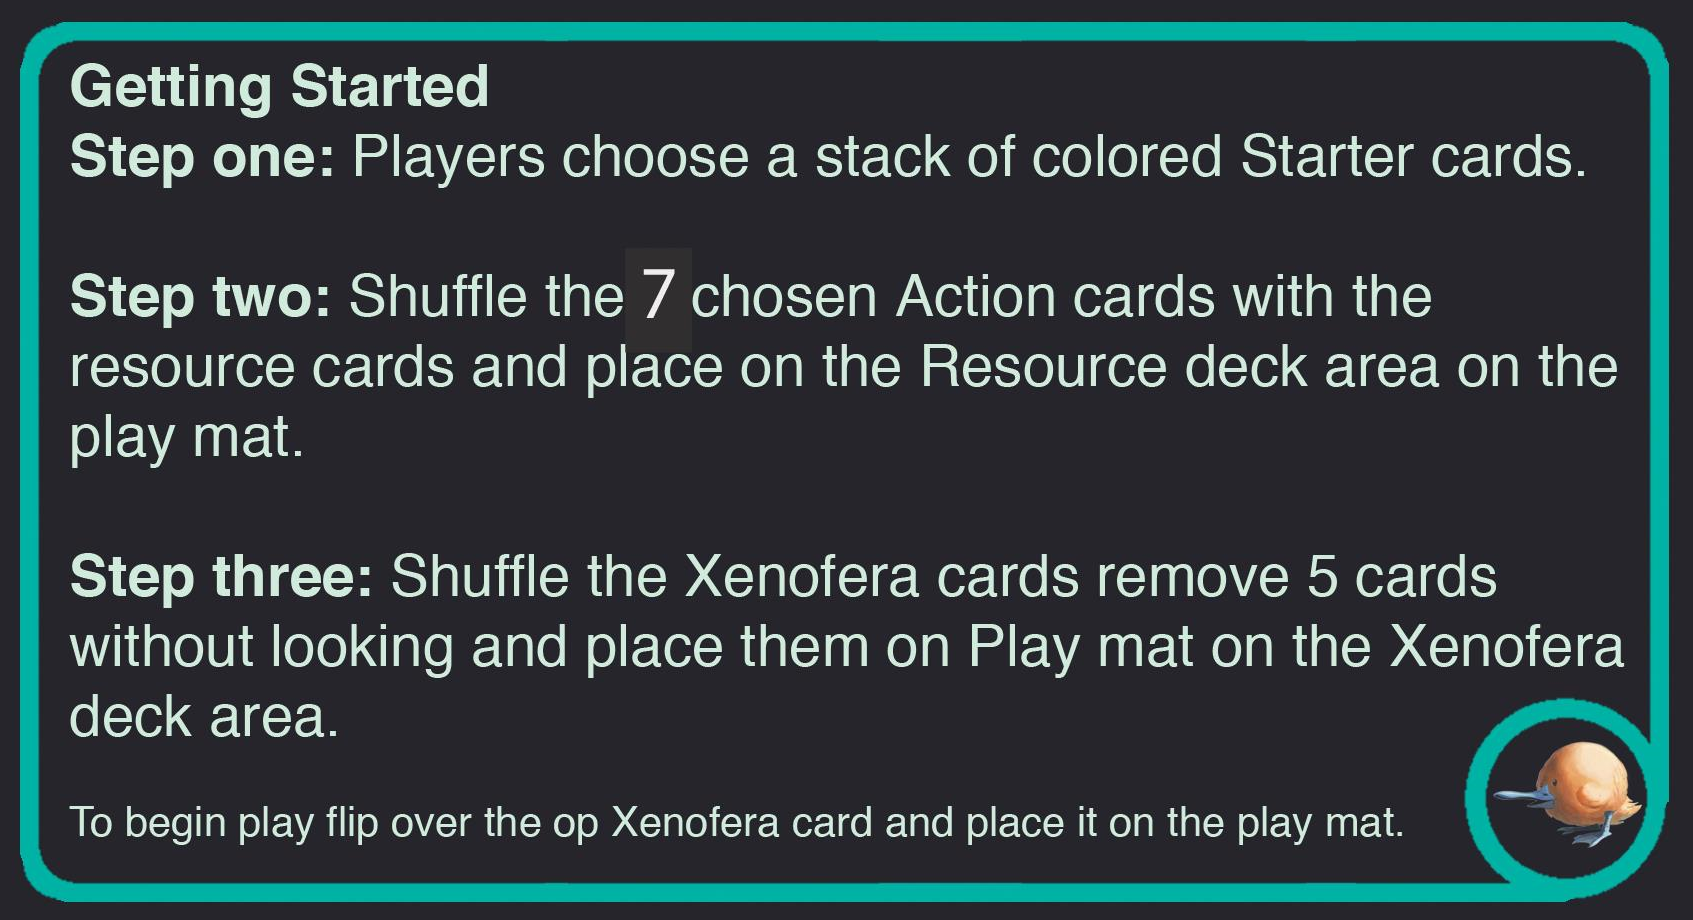 Getting Started
Step one: Players choose a stack of colored Starter cards.
Step two: Shuffle the 7 chosen Action cards with the
resource cards and place on the Resource deck area on the
play mat.
Step three: Shuffle the Xenofera cards remove 5 cards
without looking and place them on Play mat on the Xenofera
deck area.
To begin play flip over the op Xenofera card and place it on the play mat.